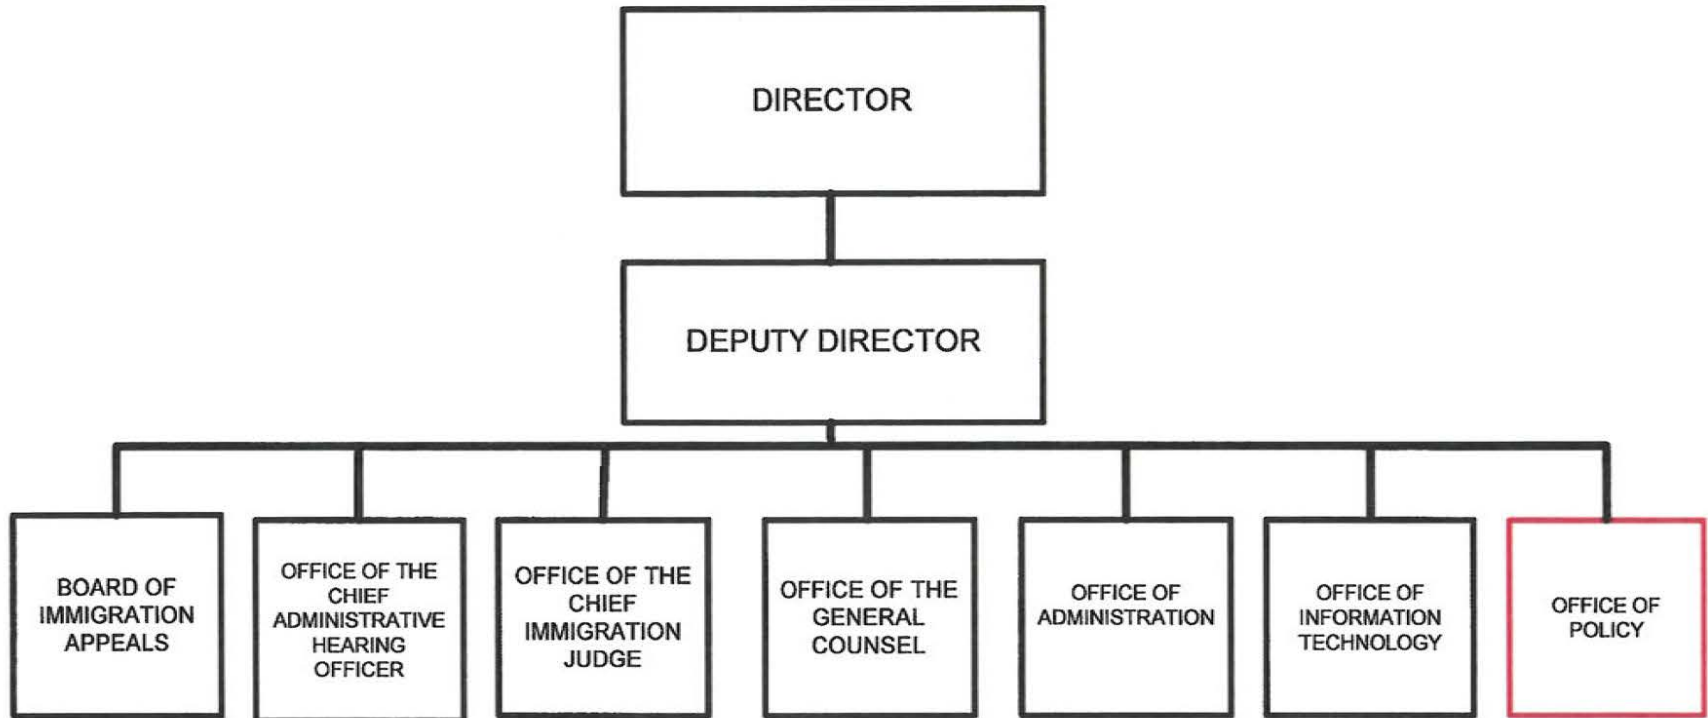 DIRECTOR
DEPUTY DIRECTOR
BOARD OF
IMMIGRATION
APPEALS
OFFICE OF THE
CHIEF
ADMINISTRATIVE
HEARING
OFFICER
OFFICE OF THE
CHIEF
IMMIGRATION
JUDGE
OFFICE OF THE
GENERAL
COUNSEL
OFFICE OF
ADMINISTRATION
OFFICE OF
INFORMATION
TECHNOLOGY
OFFICE OF
POLICY